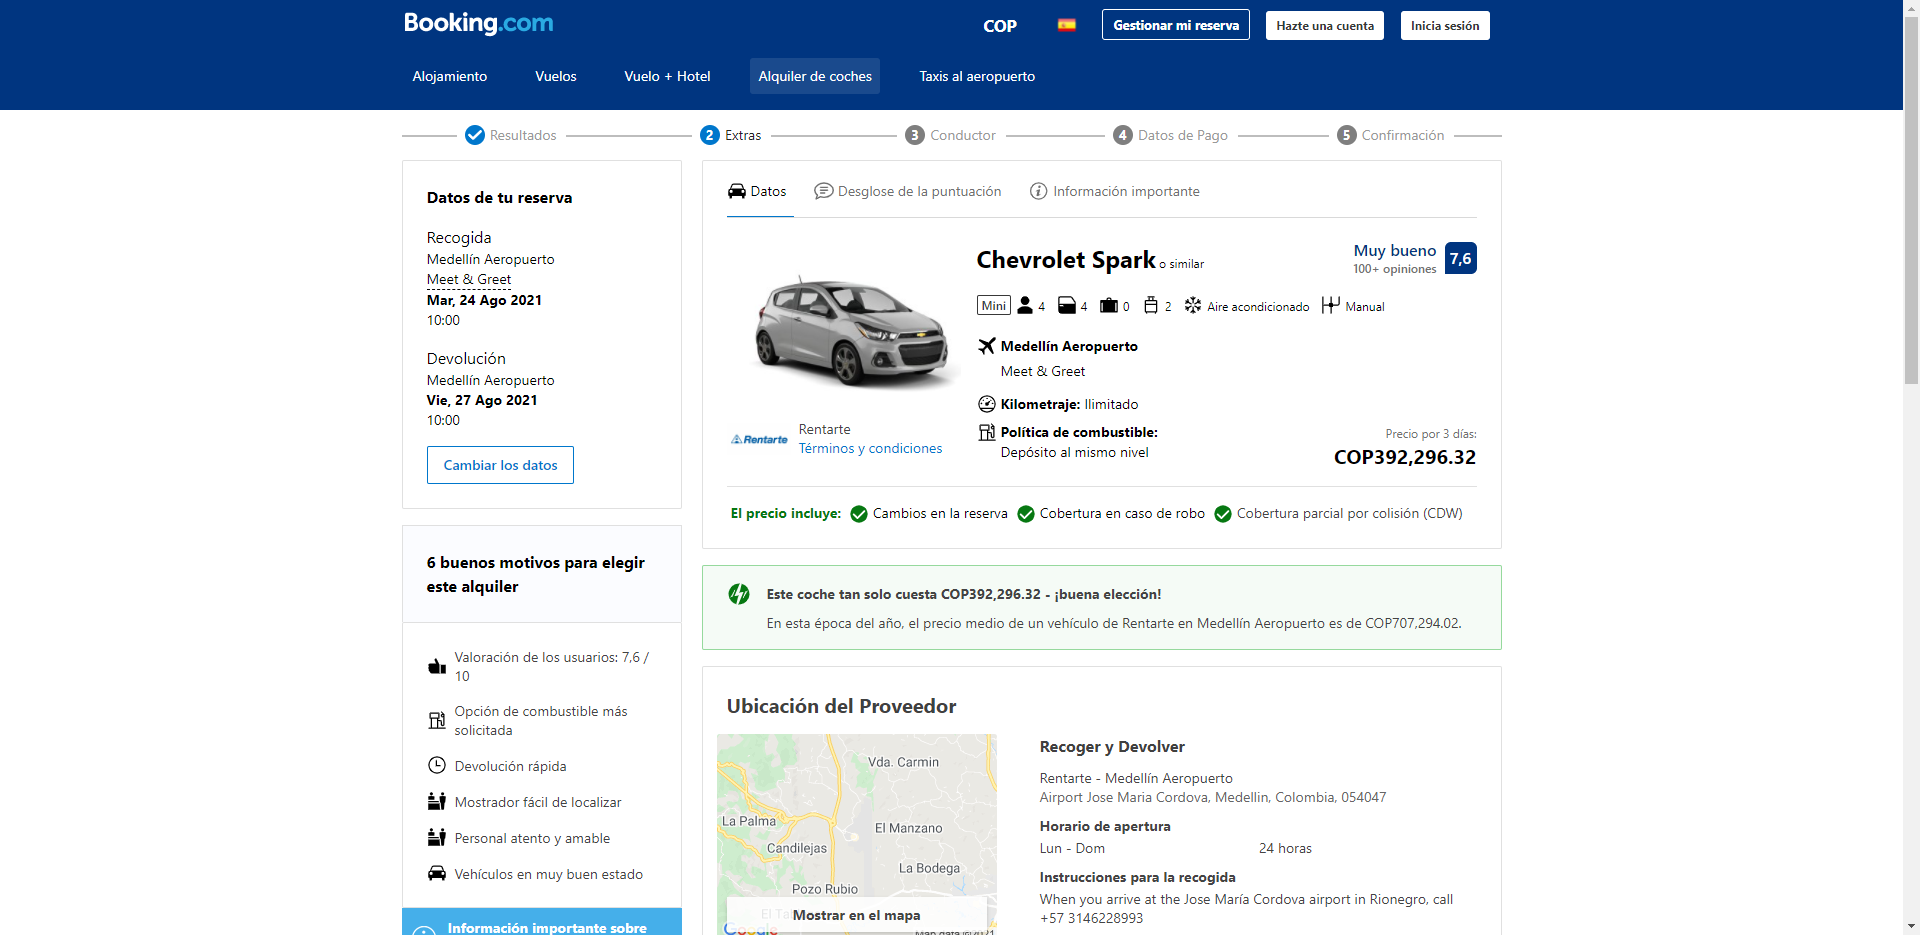 Booking.com
COP
Gestionar mi reserva
Hazte una cuenta
Inicia sesión
Alojamiento
Vuelos
Vuelo + Hotel
Alquiler de coches
Taxis al aeropuerto
Resultados
2 Extras
3 Conductor
4 Datos de Pago
5 Confirmación
Datos de tu reserva
Recogida
Medellín Aeropuerto
Meet & Greet
Mar, 24 Ago 2021
10:00
Devolución
Medellín Aeropuerto
Vie, 27 Ago 2021
10:00
Cambiar los datos
6 buenos motivos para elegir
este alquiler
Valoración de los usuarios: 7,6 /
10
Opción de combustible más
solicitada
Devolución rápida
Mostrador fácil de localizar
Personal atento y amable
Vehículos en muy buen estado
Información importante sobre
Datos
Desglose de la puntuación
Información importante
Chevrolet Spark o similar
Muy bueno
100+ opiniones
7,6
Mini 4 4 0 2 Aire acondicionado Manual
Medellín Aeropuerto
Meet & Greet
Kilometraje: Ilimitado
Política de combustible:
Depósito al mismo nivel
Rentarte
Rentarte
Términos y condiciones
Precio por 3 días:
COP392,296.32
El precio incluye: Cambios en la reserva Cobertura en caso de robo Cobertura parcial por colisión (CDW)
Este coche tan solo cuesta COP392,296.32 - ¡buena elección!
En esta época del año, el precio medio de un vehículo de Rentarte en Medellín Aeropuerto es de COP707,294.02.
Ubicación del Proveedor
Vda. Carmin
La Palma
El Manzano
Candilejas
La Bodega
Pozo Rubio
Mostrar en el mapa
Google
Map data ©2021
Recoger y Devolver
Rentarte - Medellín Aeropuerto
Airport Jose Maria Cordova, Medellin, Colombia, 054047
Horario de apertura
Lun - Dom 24 horas
Instrucciones para la recogida
When you arrive at the Jose María Cordova airport in Rionegro, call
+57 3146228993